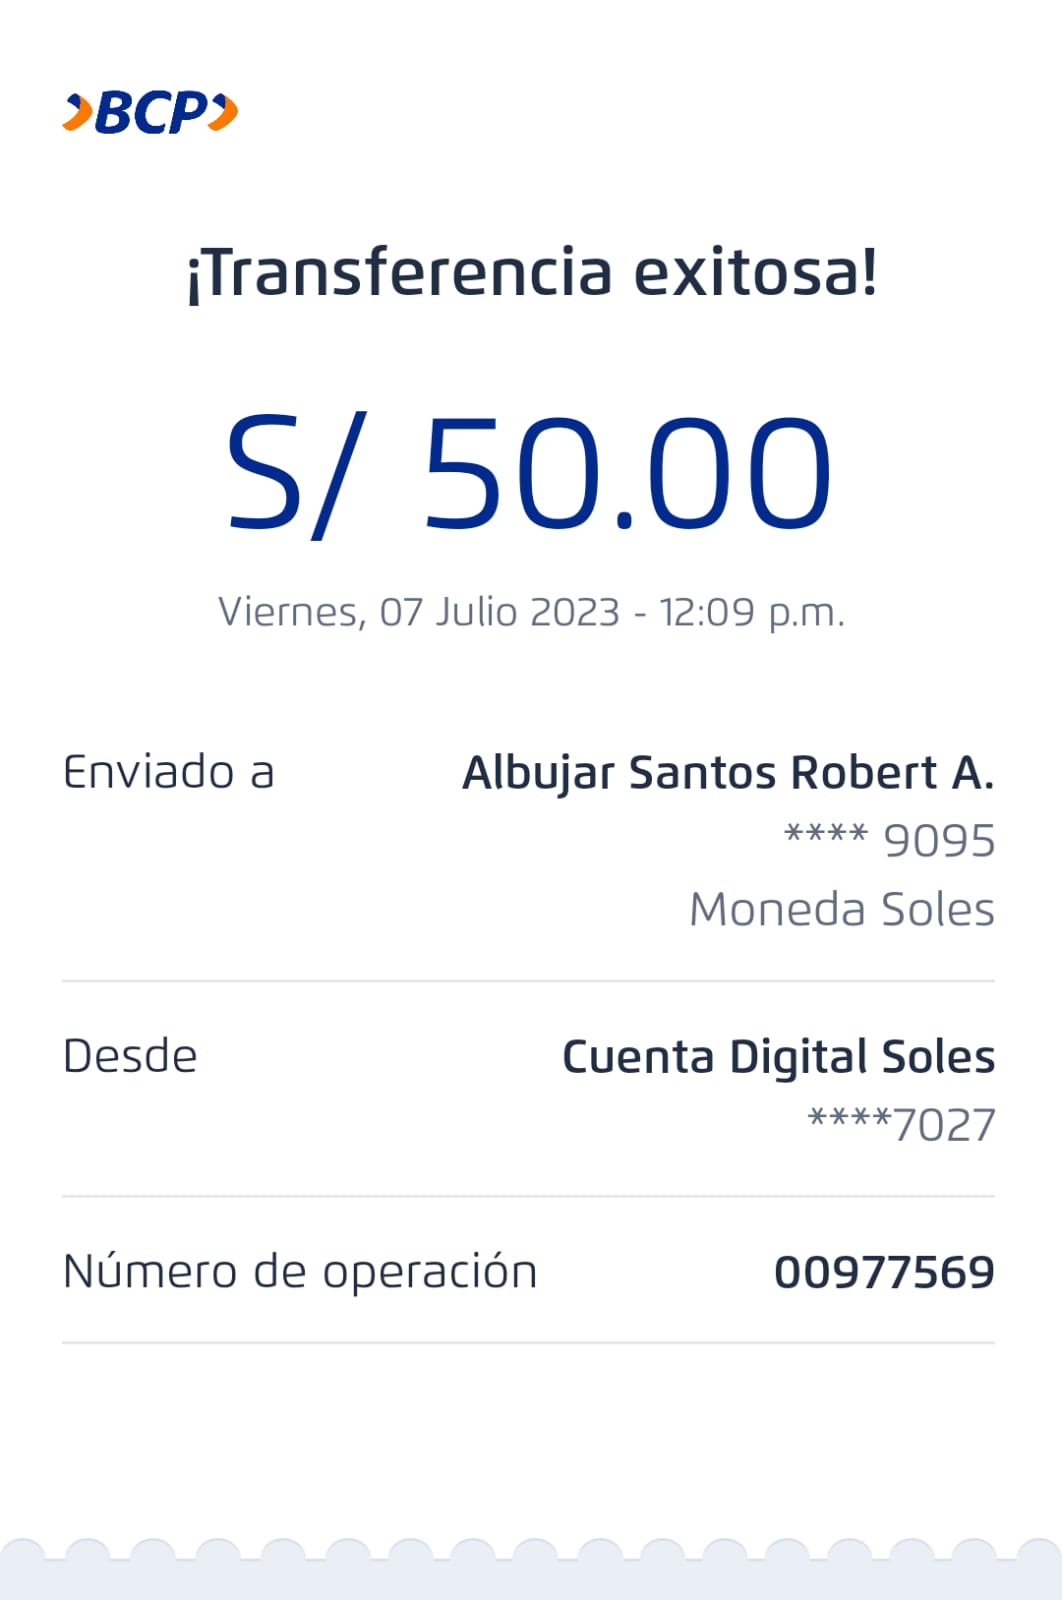 BCP
¡Transferencia exitosa!
S/ 50.00
Viernes, 07 Julio 2023 - 12:09 p.m.
Enviado a Albujar Santos Robert A.
**** 9095
Moneda Soles
Desde Cuenta Digital Soles
****7027
Número de operación 00977569